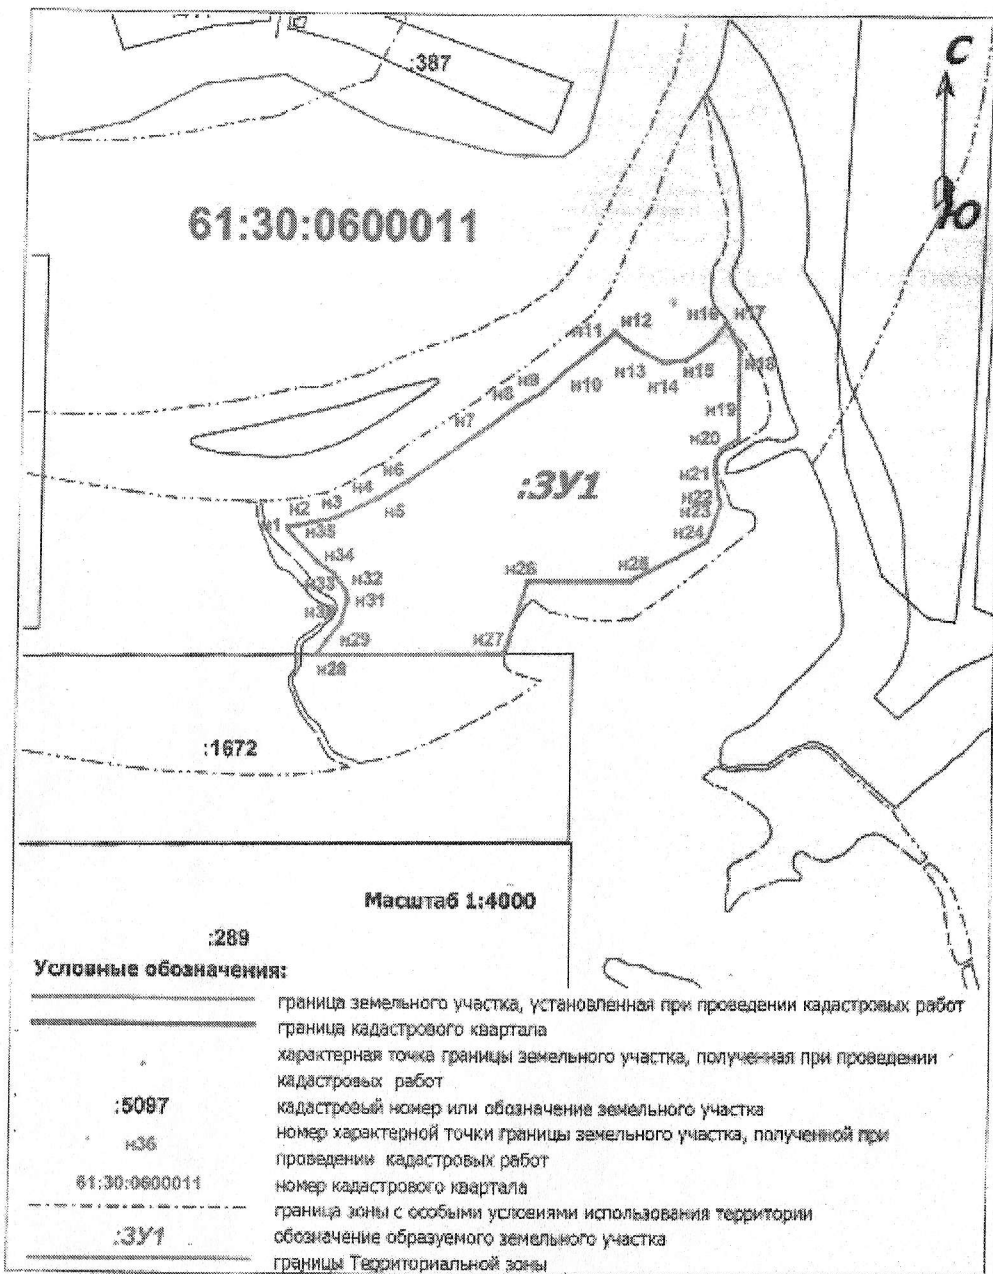 :387
С
Ю
61:30:0600011
н16 н17
н11 н12
н18
н13 н15
н14
н9 н10
н8
н19
н7
н20
н6
н21
н4
:ЗУ1
н22
н3 н5
н23
н2
н1 н35
н24
н34
н25
н26
н33 н32
н31
н29
н27
н28
:1672
Масштаб 1:4000
:289
Условные обозначения:
граница земельного участка, установленная при проведении кадастровых работ
граница кадастрового квартала
характерная точка границы земельного участка, полученная при проведении
кадастровых работ
:5097
кадастровый номер или обозначение земельного участка
н36
номер характерной точки границы земельного участка, полученной при
проведении кадастровых работ
61:30:0600011
номер кадастрового квартала
граница зоны с особыми условиями использования территории
:ЗУ1
обозначение образуемого земельного участка
границы Территориальной зоны